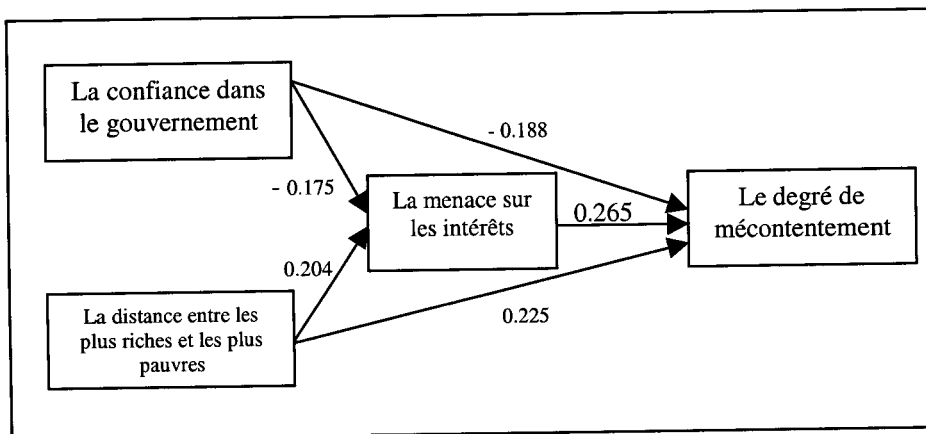 La confiance dans
le gouvernement
- 0.188
- 0.175
La menace sur
les intérêts
0.265
Le degré de
mécontentement
0.204
La distance entre les
plus riches et les plus
pauvres
0.225